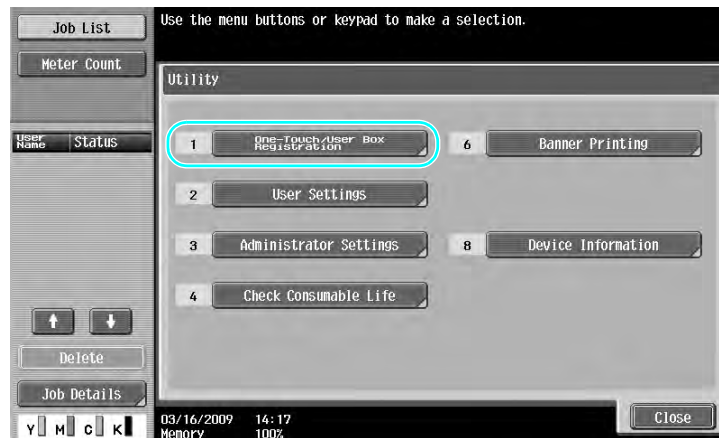 Job List
Use the menu buttons or keypad to make a selection.
Meter Count
Utility
User Name Status
1 One-Touch/User Box Registration
6 Banner Printing
2 User Settings
3 Administrator Settings
8 Device Information
4 Check Consumable Life
Delete
Job Details
Close
Y M C K
03/16/2009 14:17
Memory 100%